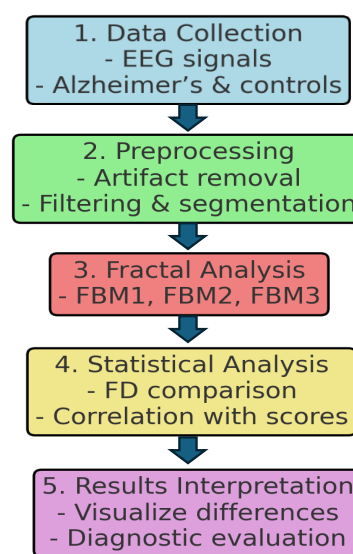 1. Data Collection
- EEG signals
- Alzheimer's & controls
2. Preprocessing
- Artifact removal
- Filtering & segmentation
3. Fractal Analysis
- FBM1, FBM2, FBM3
4. Statistical Analysis
- FD comparison
- Correlation with scores
5. Results Interpretation
- Visualize differences
- Diagnostic evaluation